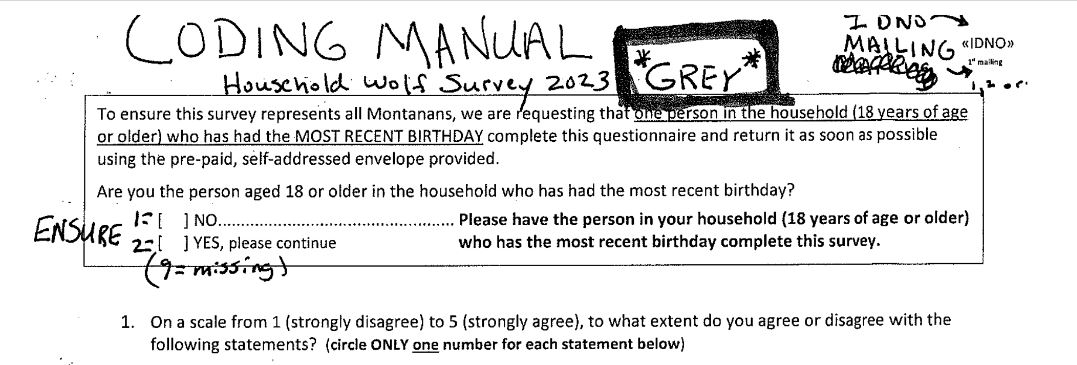 CODING MANUAL
Household Wolf Survey 2023
*GREY*
IDNO
MAILING
«IDNO»
1st mailing
1, 2 or
To ensure this survey represents all Montanans, we are requesting that one person in the household (18 years of age
or older) who has had the MOST RECENT BIRTHDAY complete this questionnaire and return it as soon as possible
using the pre-paid, self-addressed envelope provided.
Are you the person aged 18 or older in the household who has had the most recent birthday?
ENSURE
1= [ ] NO.................................................. Please have the person in your household (18 years of age or older)
2= [ ] YES, please continue who has the most recent birthday complete this survey.
(9= missing)
1. On a scale from 1 (strongly disagree) to 5 (strongly agree), to what extent do you agree or disagree with the
following statements? (circle ONLY one number for each statement below)